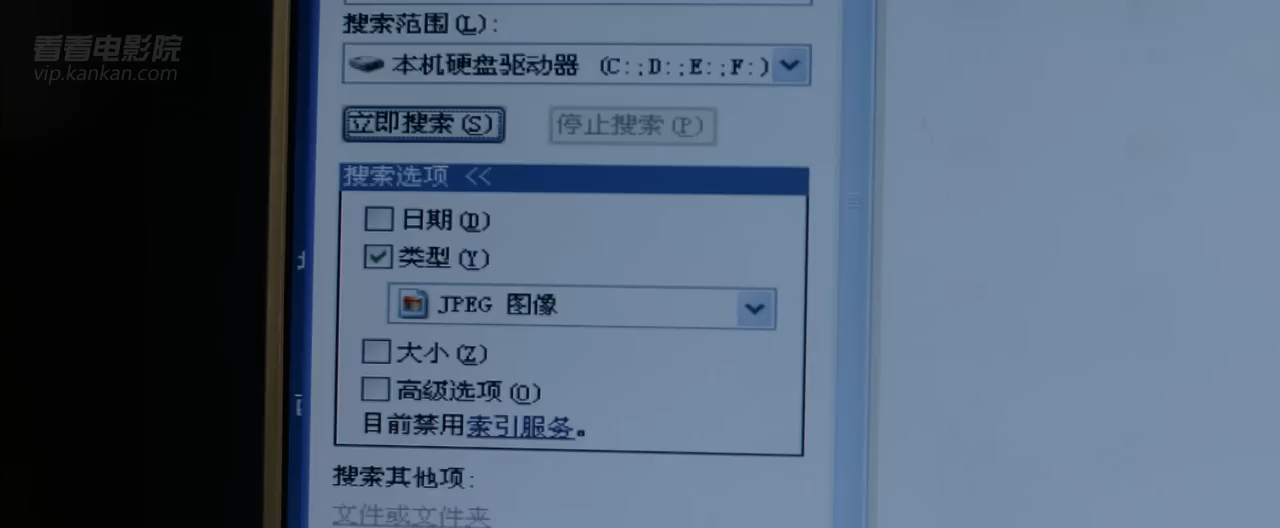 看看电影院
vip.kankan.com
搜索范围(L):
本机硬盘驱动器 (C:;D:;E:;F:)
立即搜索(S) 停止搜索(P)
搜索选项 <<
日期(D)
类型(Y)
JPEG 图像
大小(Z)
高级选项(O)
目前禁用索引服务。
搜索其他项:
文件或文件夹